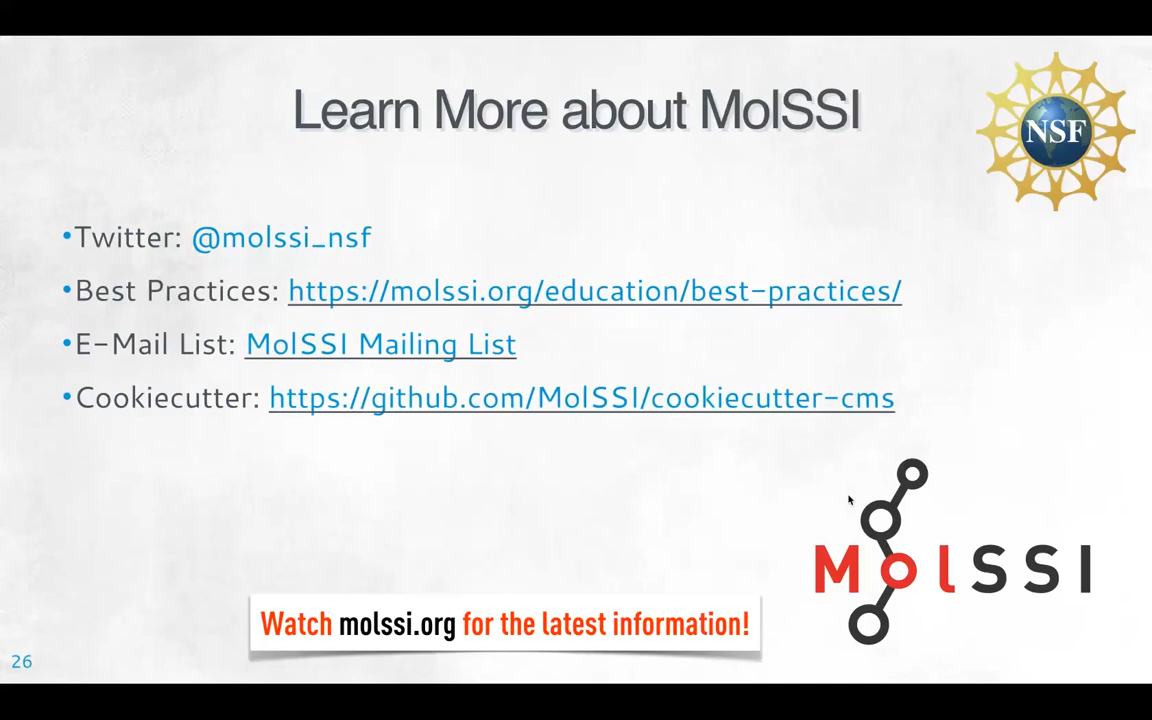 Learn More about MolSSI
NSF
•Twitter: @molssi_nsf
•Best Practices: https://molssi.org/education/best-practices/
•E-Mail List: MolSSI Mailing List
•Cookiecutter: https://github.com/MolSSI/cookiecutter-cms
MolSSI
Watch molssi.org for the latest information!
26